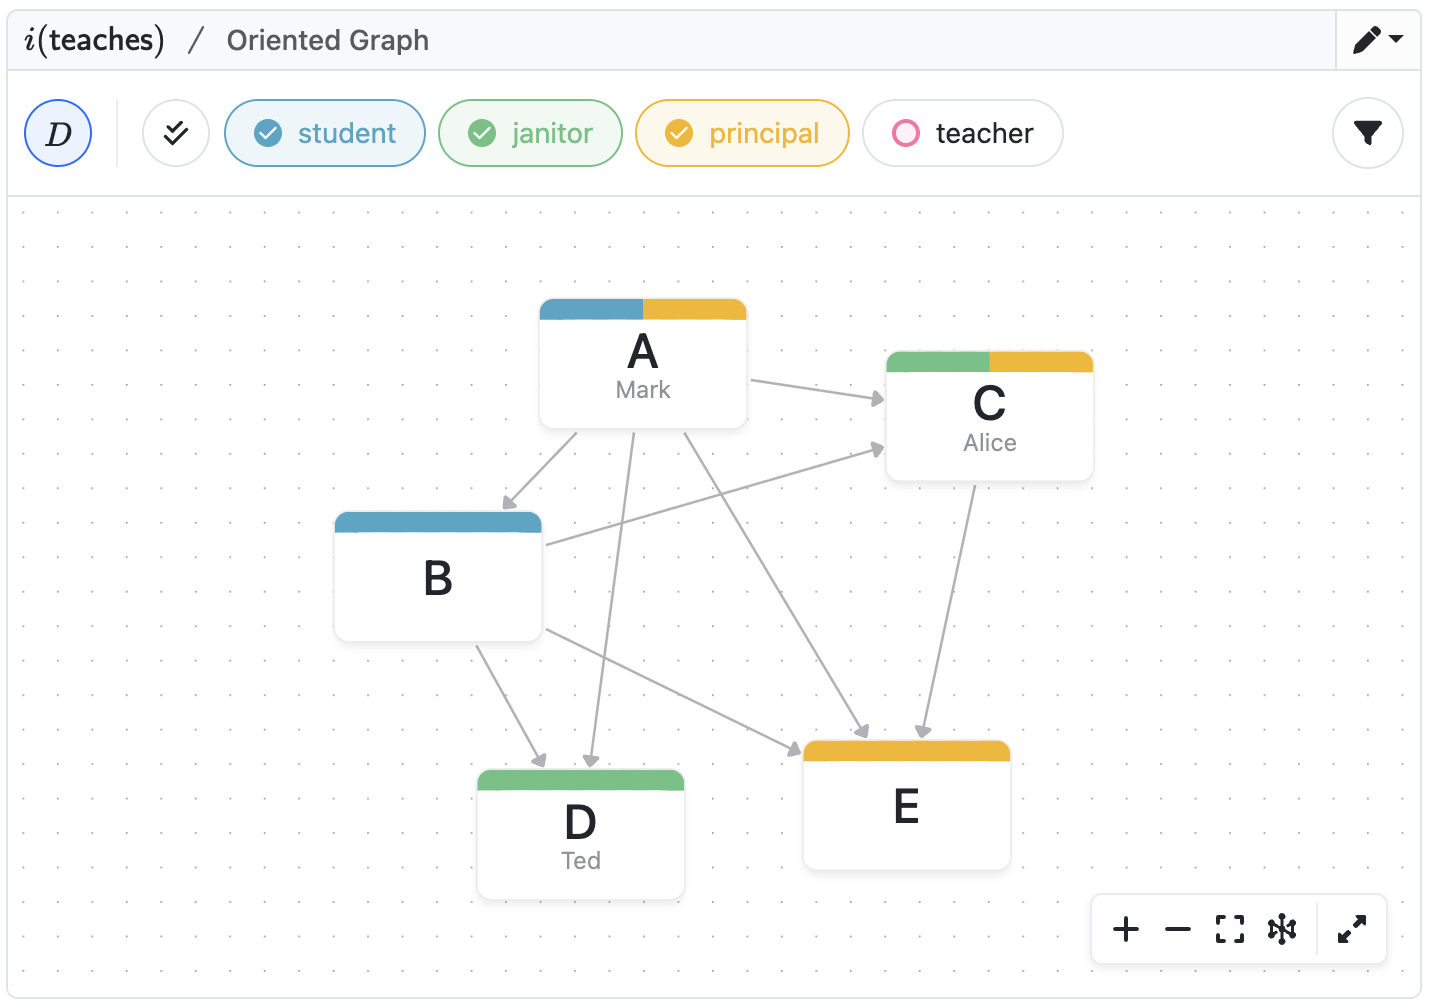 i(teaches) / Oriented Graph
D student janitor principal teacher
A
Mark
C
Alice
B
D
Ted
E